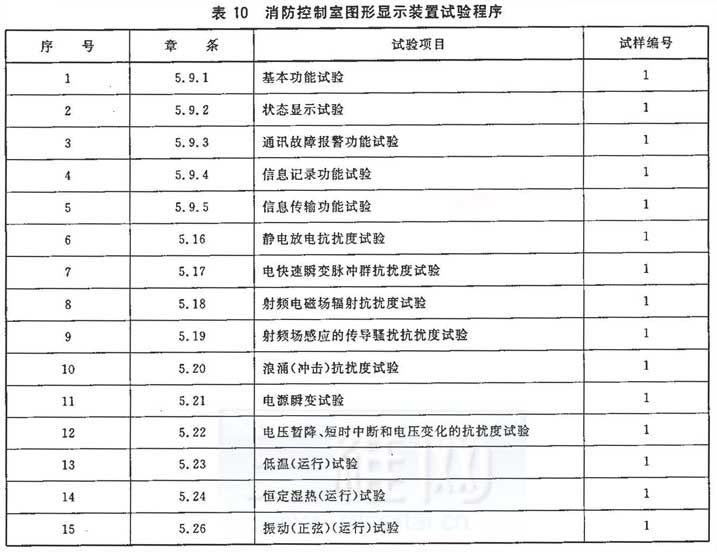 表 10 消防控制室图形显示装置试验程序
序 号 章 条 试验项目 试样编号
1 5.9.1 基本功能试验 1
2 5.9.2 状态显示试验 1
3 5.9.3 通讯故障报警功能试验 1
4 5.9.4 信息记录功能试验 1
5 5.9.5 信息传输功能试验 1
6 5.16 静电放电抗扰度试验 1
7 5.17 电快速瞬变脉冲群抗扰度试验 1
8 5.18 射频电磁场辐射抗扰度试验 1
9 5.19 射频场感应的传导骚扰抗扰度试验 1
10 5.20 浪涌(冲击)抗扰度试验 1
11 5.21 电源瞬变试验 1
12 5.22 电压暂降、短时中断和电压变化的抗扰度试验 1
13 5.23 低温(运行)试验 1
14 5.24 恒定湿热(运行)试验 1
15 5.26 振动(正弦)(运行)试验 1